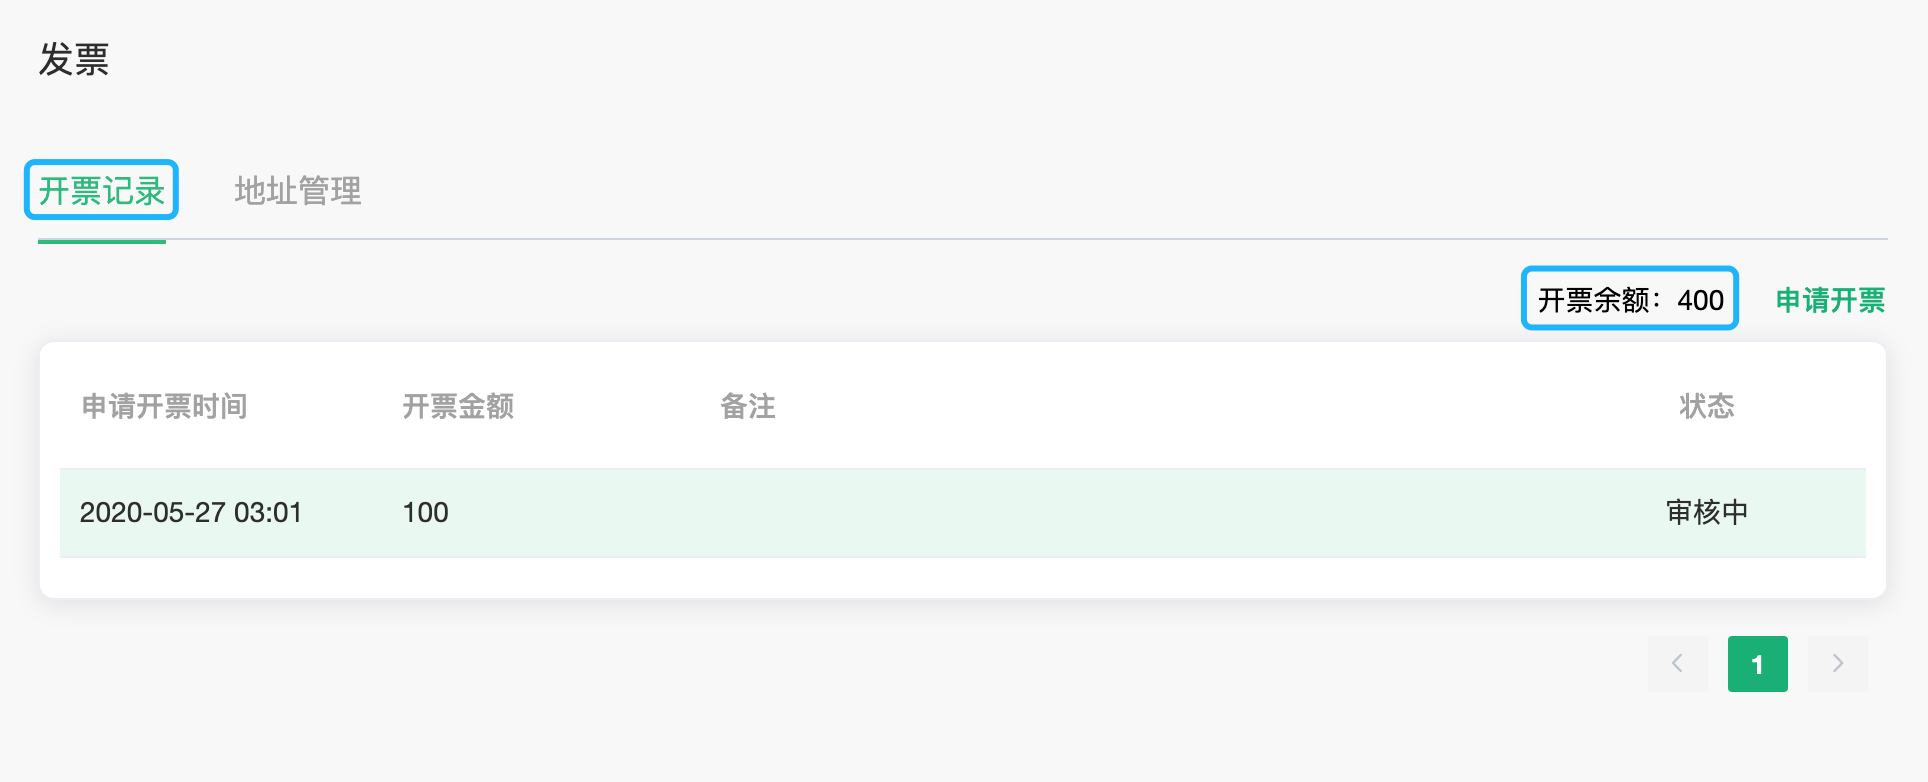 发票
开票记录 地址管理
开票余额：400 申请开票
申请开票时间 开票金额 备注 状态
2020-05-27 03:01 100 审核中
1